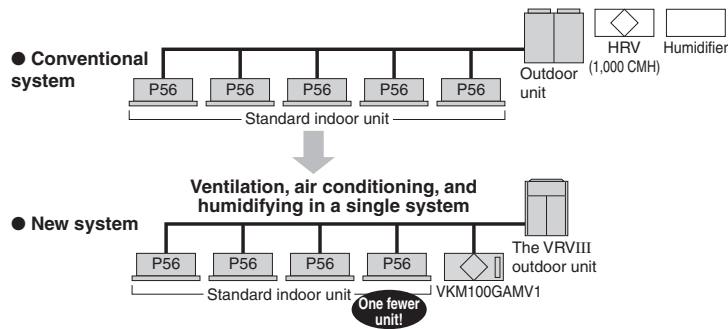 ● Conventional
system
P56 P56 P56 P56 P56
Standard indoor unit
Outdoor
unit
HRV
(1,000 CMH)
Humidifier
Ventilation, air conditioning, and
humidifying in a single system
● New system
P56 P56 P56 P56
Standard indoor unit
One fewer
unit!
VKM100GAMV1
The VRVIII
outdoor unit